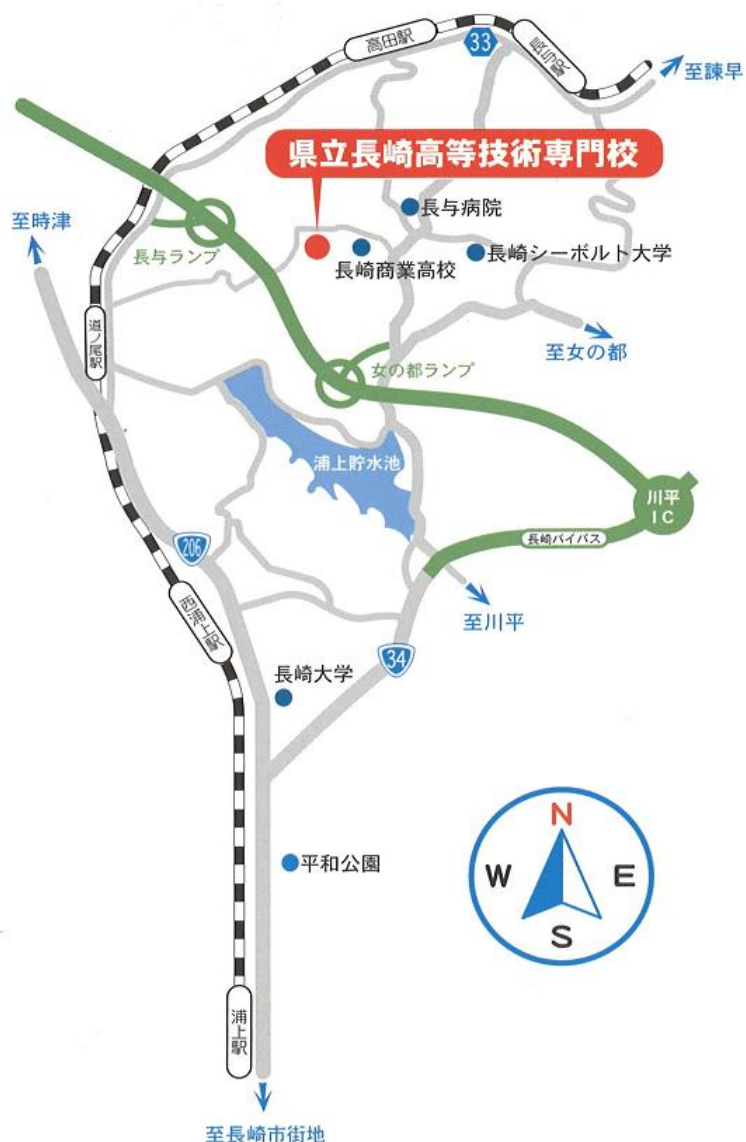 高田駅
33
長与駅
至諫早
県立長崎高等技術専門校
長与病院
至時津
長与ランプ
長崎商業高校
長崎シーボルト大学
道ノ尾駅
至女の都
女の都ランプ
浦上貯水池
川平
IC
長崎バイパス
206
西浦上駅
至川平
34
長崎大学
平和公園
N
W
E
S
浦上駅
至長崎市街地